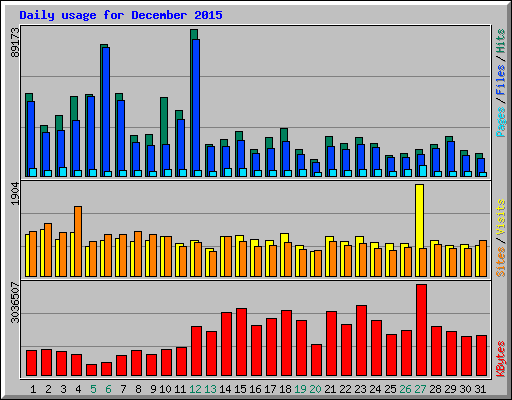 Daily usage for December 2015
89173
Pages / Files / Hits
1904
Sites / Visits
3036507
KBytes
1 2 3 4 5 6 7 8 9 10 11 12 13 14 15 16 17 18 19 20 21 22 23 24 25 26 27 28 29 30 31